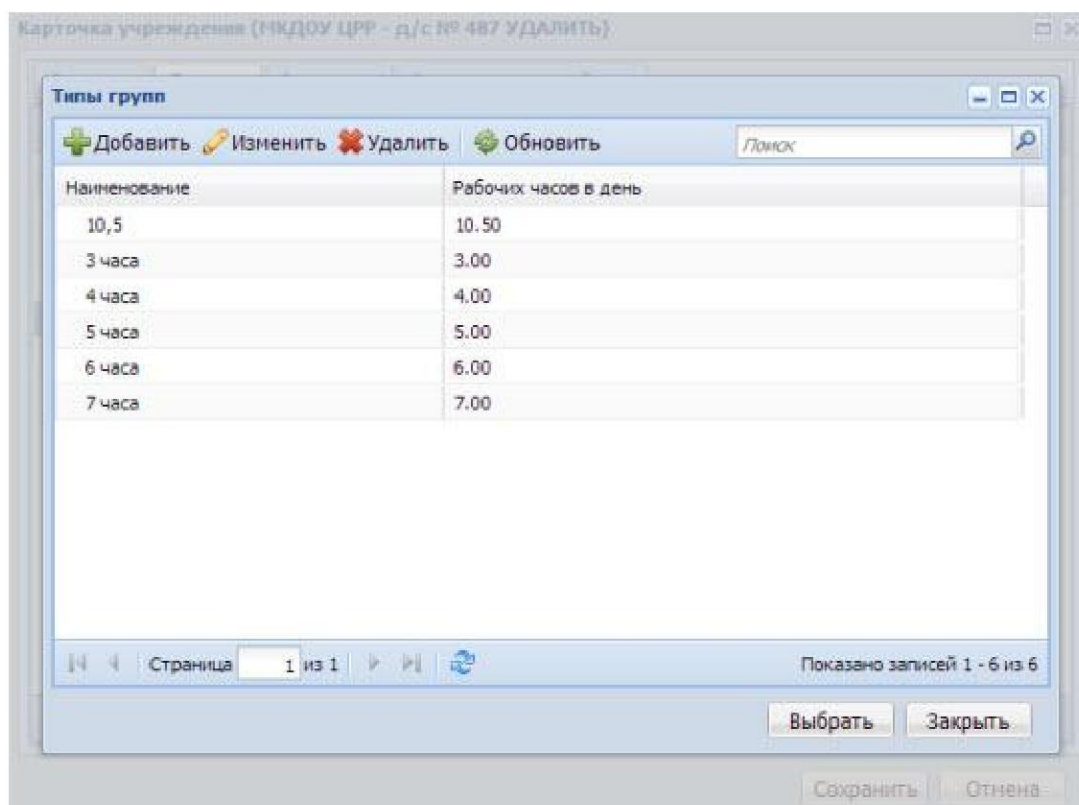 Карточка учреждения (МКДОУ ЦРР - д/с № 487 УДАЛИТЬ)
Типы групп
Добавить Изменить Удалить Обновить Поиск
Наименование Рабочих часов в день
10,5 10.50
3 часа 3.00
4 часа 4.00
5 часа 5.00
6 часа 6.00
7 часа 7.00
Страница 1 из 1 Показано записей 1 - 6 из 6
Выбрать Закрыть
Сохранить Отмена